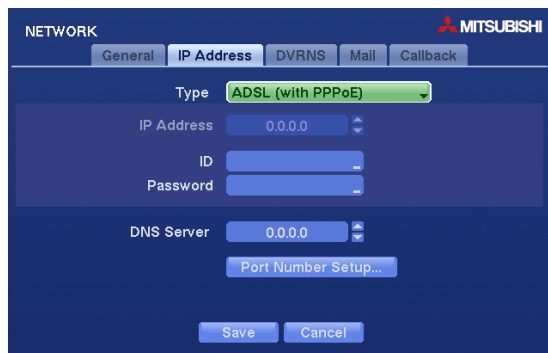 NETWORK
MITSUBISHI
General IP Address DVRNS Mail Callback
Type ADSL (with PPPoE)
IP Address 0.0.0.0
ID
Password
DNS Server 0.0.0.0
Port Number Setup...
Save Cancel